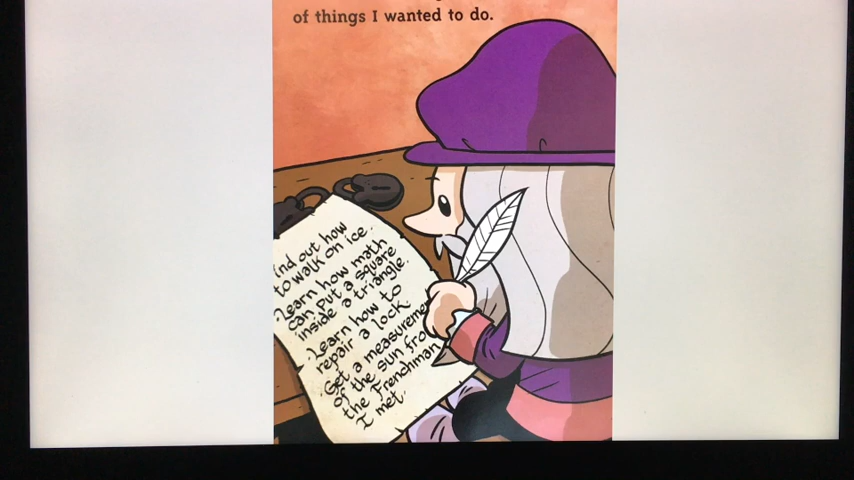 of things I wanted to do.
ind out how
to walk on ice.
· Learn how math
can put a square
inside a triangle.
· Learn how to
repair a lock.
· Get a measuremen
of the sun fro
the Frenchman
I met.